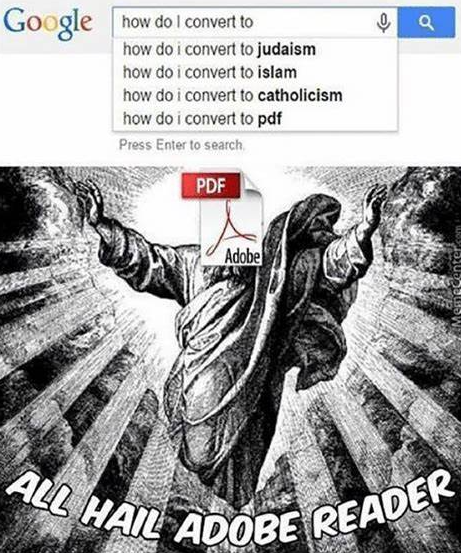 Google how do I convert to
how do i convert to judaism
how do i convert to islam
how do i convert to catholicism
how do i convert to pdf
Press Enter to search.
PDF
Adobe
ALL HAIL ADOBE READER